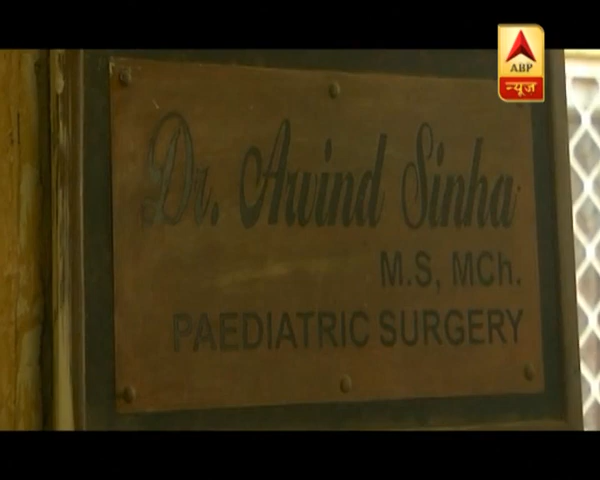 ABP
न्यूज़
Dr. Arvind Sinha
M.S, MCh.
PAEDIATRIC SURGERY